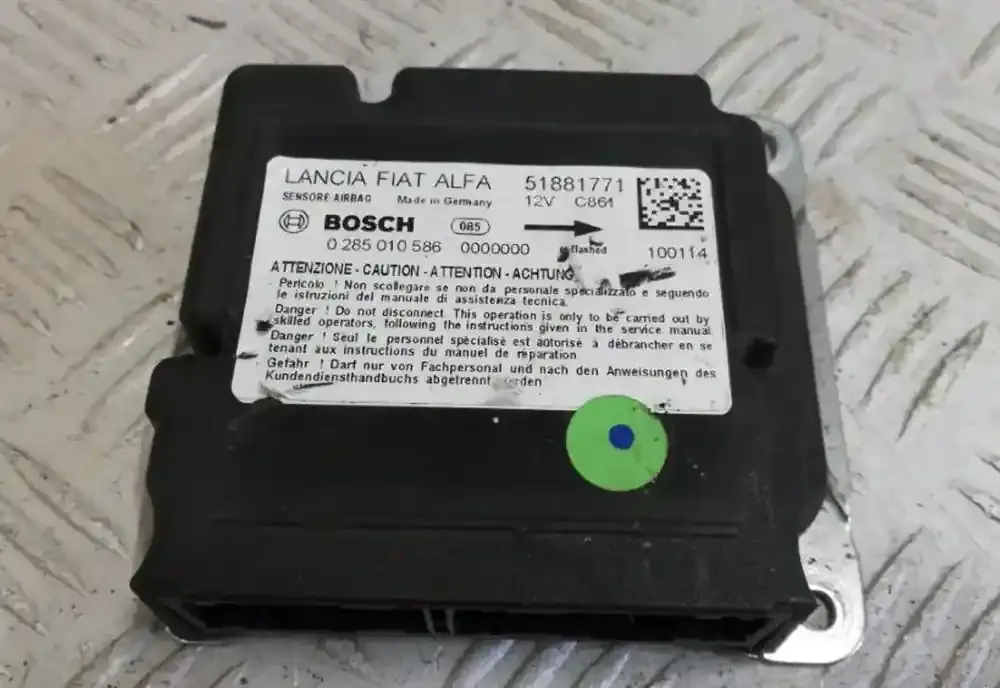 LANCIA FIAT ALFA 51881771
SENSORE AIRBAG Made in Germany 12V C861
BOSCH 085
0 285 010 586 0000000 flashed 100114
ATTENZIONE - CAUTION - ATTENTION - ACHTUNG
Pericolo ! Non scollegare se non da personale specializzato e seguendo
le istruzioni del manuale di assistenza tecnica.
Danger ! Do not disconnect This operation is only to be carried out by
skilled operators, following the instructions given in the service manual
Danger ! Seul le personnel spécialisé est autorisé à débrancher en se
tenant aux instructions du manuel de réparation
Gefahr ! Darf nur von Fachpersonal und nach den Anweisungen des
Kundendiensthandbuchs abgetrennt